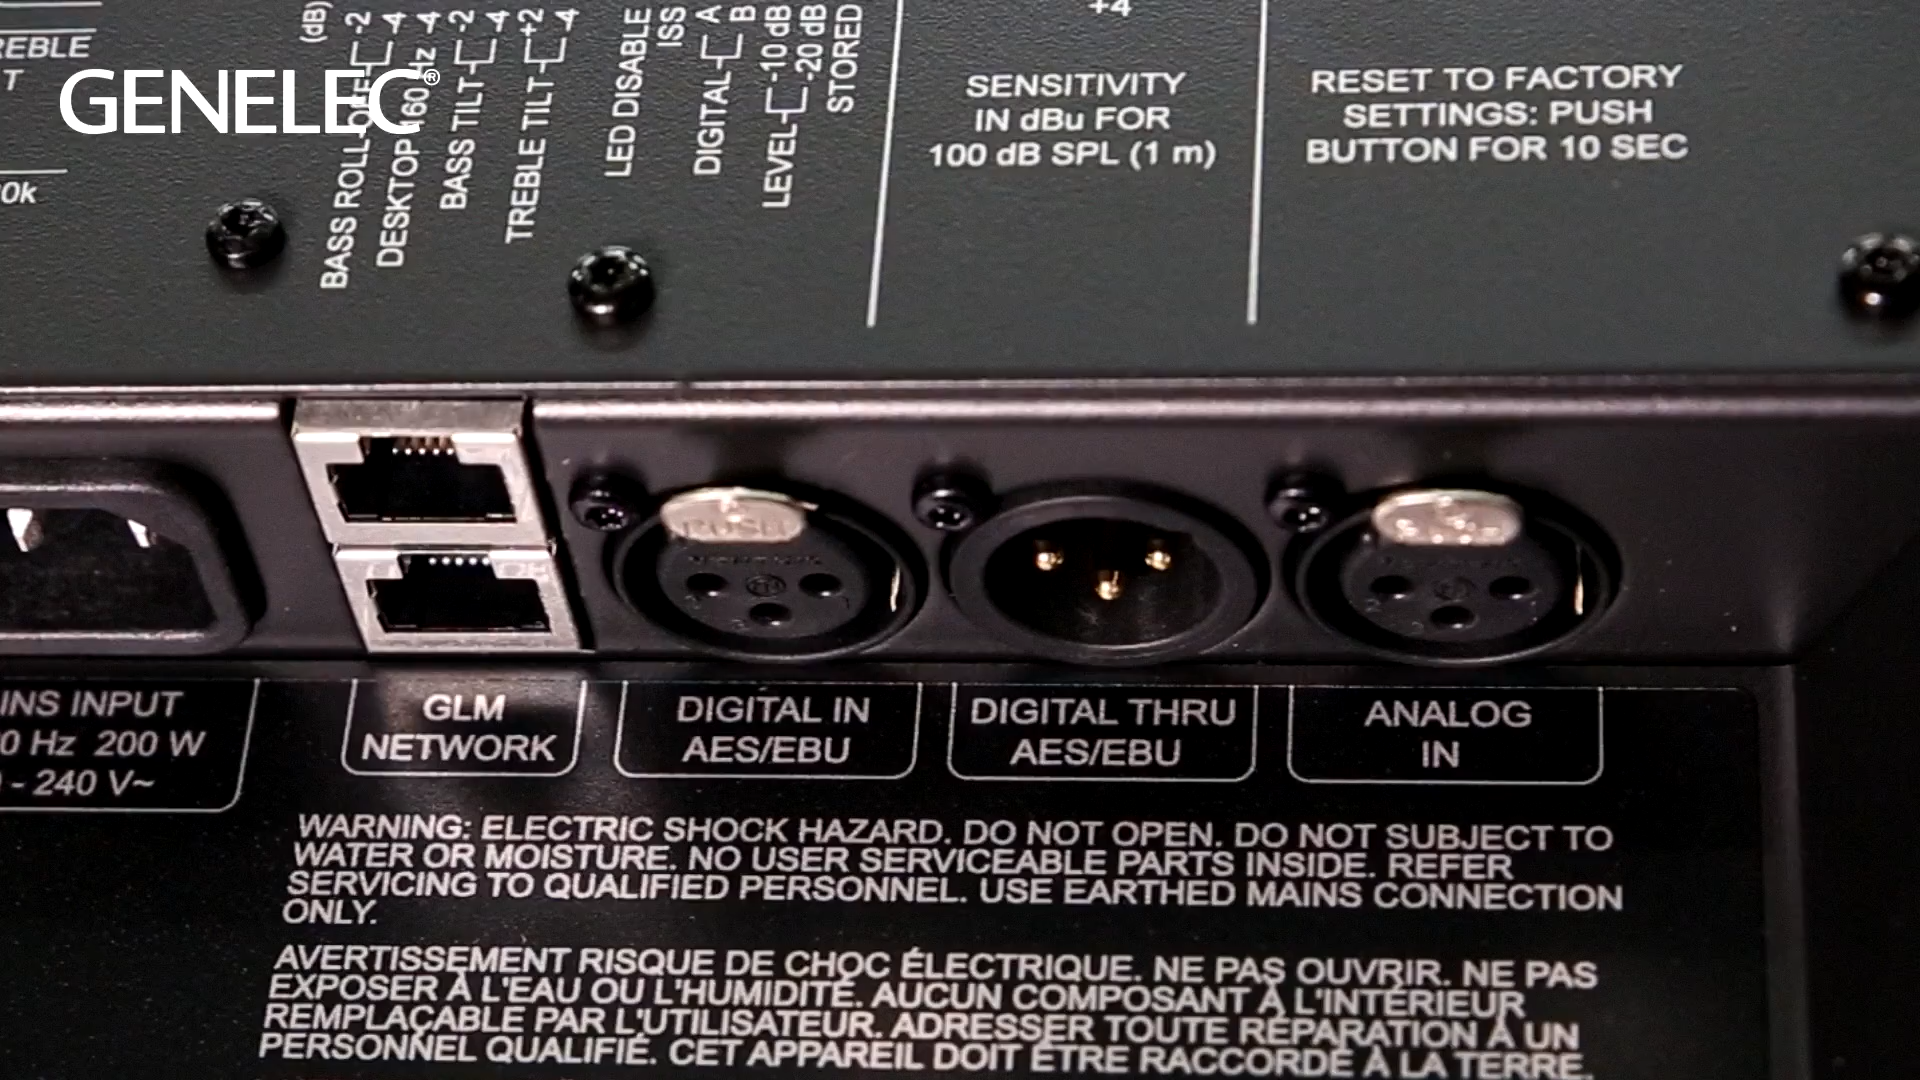 GENELEC®
REBLE
T
0k
(dB)
-2
BASS ROLL-OFF -4
DESKTOP 160 Hz -4
-2
BASS TILT -4
+2
TREBLE TILT -4
LED DISABLE
ISS
A
DIGITAL B
-10 dB
LEVEL -20 dB
STORED
+4
SENSITIVITY
IN dBu FOR
100 dB SPL (1 m)
RESET TO FACTORY
SETTINGS: PUSH
BUTTON FOR 10 SEC
PUSH
INS INPUT
0 Hz 200 W
- 240 V~
GLM
NETWORK
DIGITAL IN
AES/EBU
DIGITAL THRU
AES/EBU
ANALOG
IN
WARNING: ELECTRIC SHOCK HAZARD. DO NOT OPEN. DO NOT SUBJECT TO
WATER OR MOISTURE. NO USER SERVICEABLE PARTS INSIDE. REFER
SERVICING TO QUALIFIED PERSONNEL. USE EARTHED MAINS CONNECTION
ONLY.
AVERTISSEMENT RISQUE DE CHOC ÉLECTRIQUE. NE PAS OUVRIR. NE PAS
EXPOSER À L'EAU OU L'HUMIDITÉ. AUCUN COMPOSANT À L'INTÉRIEUR
REMPLAÇABLE PAR L'UTILISATEUR. ADRESSER TOUTE RÉPARATION À UN
PERSONNEL QUALIFIÉ. CET APPAREIL DOIT ÊTRE RACCORDÉ À LA TERRE.